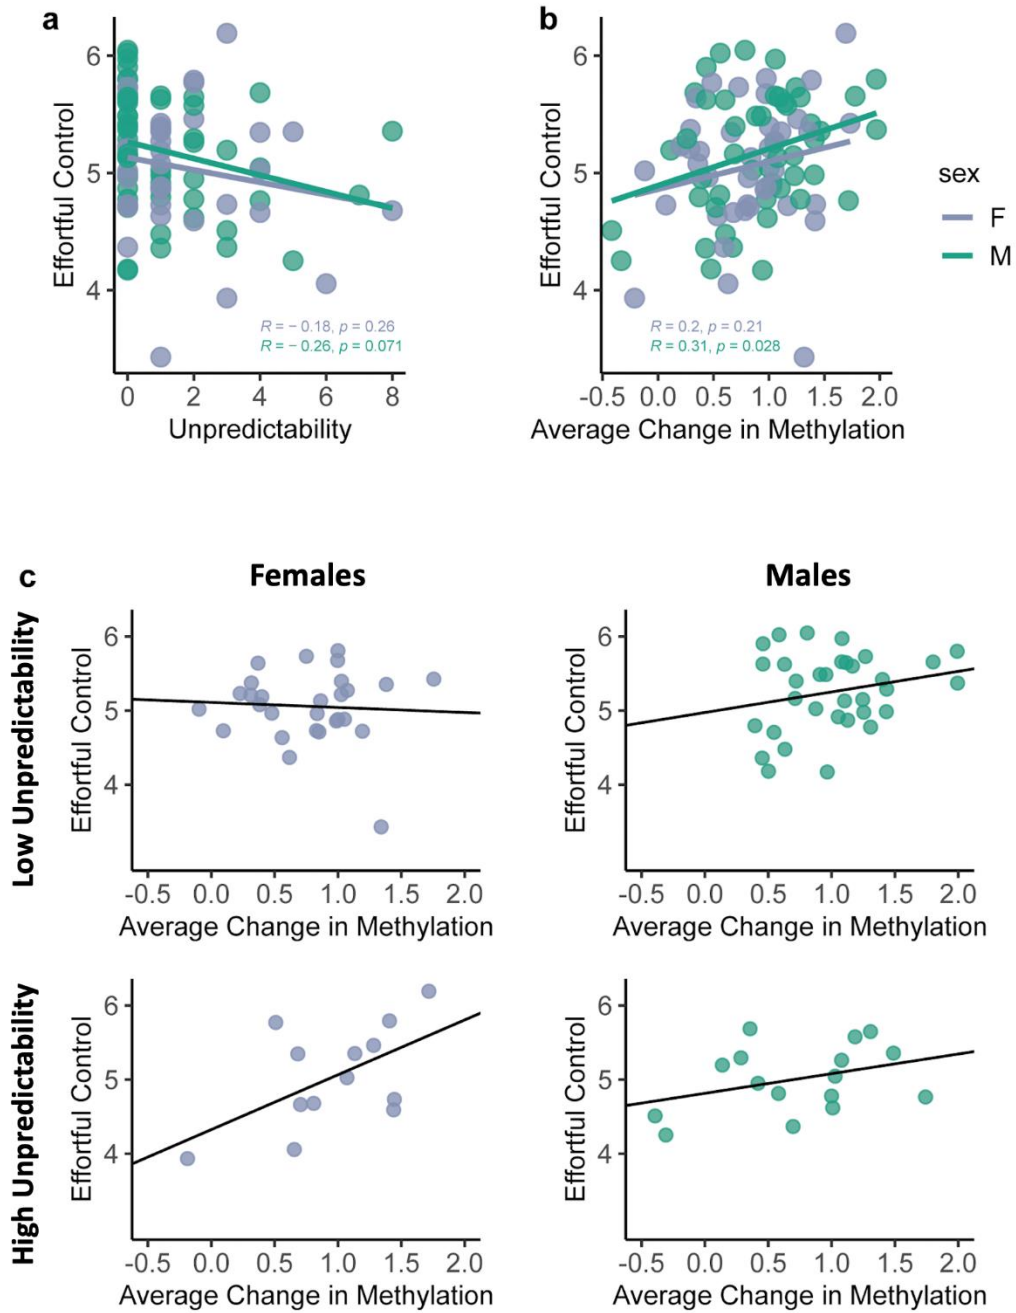 a
b
6
5
4
Effortful Control
0 2 4 6 8
Unpredictability
R = − 0.18, p = 0.26
R = − 0.26, p = 0.071
6
5
4
Effortful Control
-0.5 0.0 0.5 1.0 1.5 2.0
Average Change in Methylation
R = 0.2, p = 0.21
R = 0.31, p = 0.028
sex
F
M
c
Females
Males
Low Unpredictability
6
5
4
Effortful Control
-0.5 0.0 0.5 1.0 1.5 2.0
Average Change in Methylation
6
5
4
Effortful Control
-0.5 0.0 0.5 1.0 1.5 2.0
Average Change in Methylation
High Unpredictability
6
5
4
Effortful Control
-0.5 0.0 0.5 1.0 1.5 2.0
Average Change in Methylation
6
5
4
Effortful Control
-0.5 0.0 0.5 1.0 1.5 2.0
Average Change in Methylation